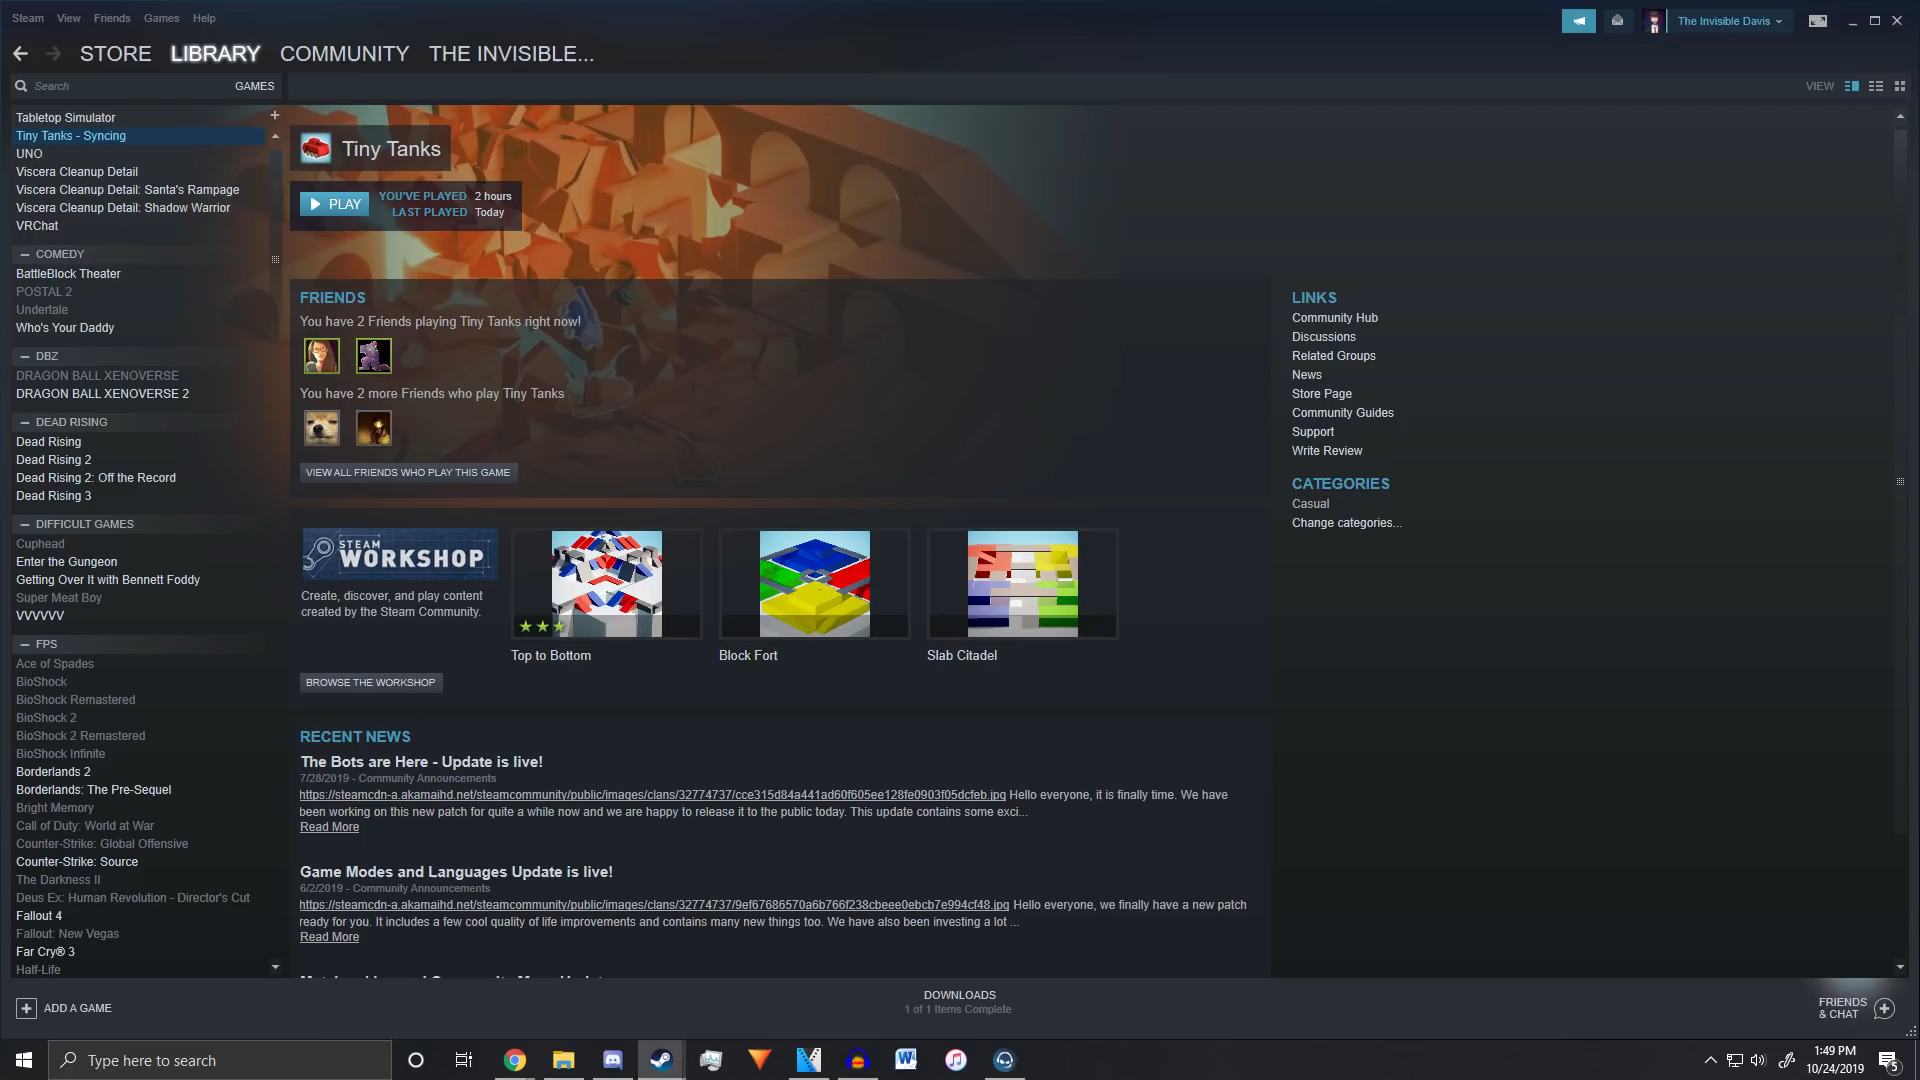 Steam View Friends Games Help
The Invisible Davis
STORE LIBRARY COMMUNITY THE INVISIBLE...
Search GAMES
VIEW
Tabletop Simulator
Tiny Tanks - Syncing
UNO
Viscera Cleanup Detail
Viscera Cleanup Detail: Santa's Rampage
Viscera Cleanup Detail: Shadow Warrior
VRChat
COMEDY
BattleBlock Theater
POSTAL 2
Undertale
Who's Your Daddy
DBZ
DRAGON BALL XENOVERSE
DRAGON BALL XENOVERSE 2
DEAD RISING
Dead Rising
Dead Rising 2
Dead Rising 2: Off the Record
Dead Rising 3
DIFFICULT GAMES
Cuphead
Enter the Gungeon
Getting Over It with Bennett Foddy
Super Meat Boy
VVVVVV
FPS
Ace of Spades
BioShock
BioShock Remastered
BioShock 2
BioShock 2 Remastered
BioShock Infinite
Borderlands 2
Borderlands: The Pre-Sequel
Bright Memory
Call of Duty: World at War
Counter-Strike: Global Offensive
Counter-Strike: Source
The Darkness II
Deus Ex: Human Revolution - Director's Cut
Fallout 4
Fallout: New Vegas
Far Cry® 3
Half-Life
Tiny Tanks
PLAY
YOU'VE PLAYED 2 hours
LAST PLAYED Today
FRIENDS
You have 2 Friends playing Tiny Tanks right now!
You have 2 more Friends who play Tiny Tanks
VIEW ALL FRIENDS WHO PLAY THIS GAME
STEAM
WORKSHOP
Create, discover, and play content
created by the Steam Community.
BROWSE THE WORKSHOP
Top to Bottom
Block Fort
Slab Citadel
RECENT NEWS
The Bots are Here - Update is live!
7/28/2019 - Community Announcements
https://steamcdn-a.akamaihd.net/steamcommunity/public/images/clans/32774737/cce315d84a441ad60f605ee128fe0903f05dcfeb.jpg Hello everyone, it is finally time. We have
been working on this new patch for quite a while now and we are happy to release it to the public today. This update contains some exci...
Read More
Game Modes and Languages Update is live!
6/2/2019 - Community Announcements
https://steamcdn-a.akamaihd.net/steamcommunity/public/images/clans/32774737/9ef67686570a6b766f238cbeee0ebcb7e994cf48.jpg Hello everyone, we finally have a new patch
ready for you. It includes a few cool quality of life improvements and contains many new things too. We have also been investing a lot ...
Read More
LINKS
Community Hub
Discussions
Related Groups
News
Store Page
Community Guides
Support
Write Review
CATEGORIES
Casual
Change categories...
ADD A GAME
DOWNLOADS
1 of 1 Items Complete
FRIENDS
& CHAT
Type here to search
1:49 PM
10/24/2019
5